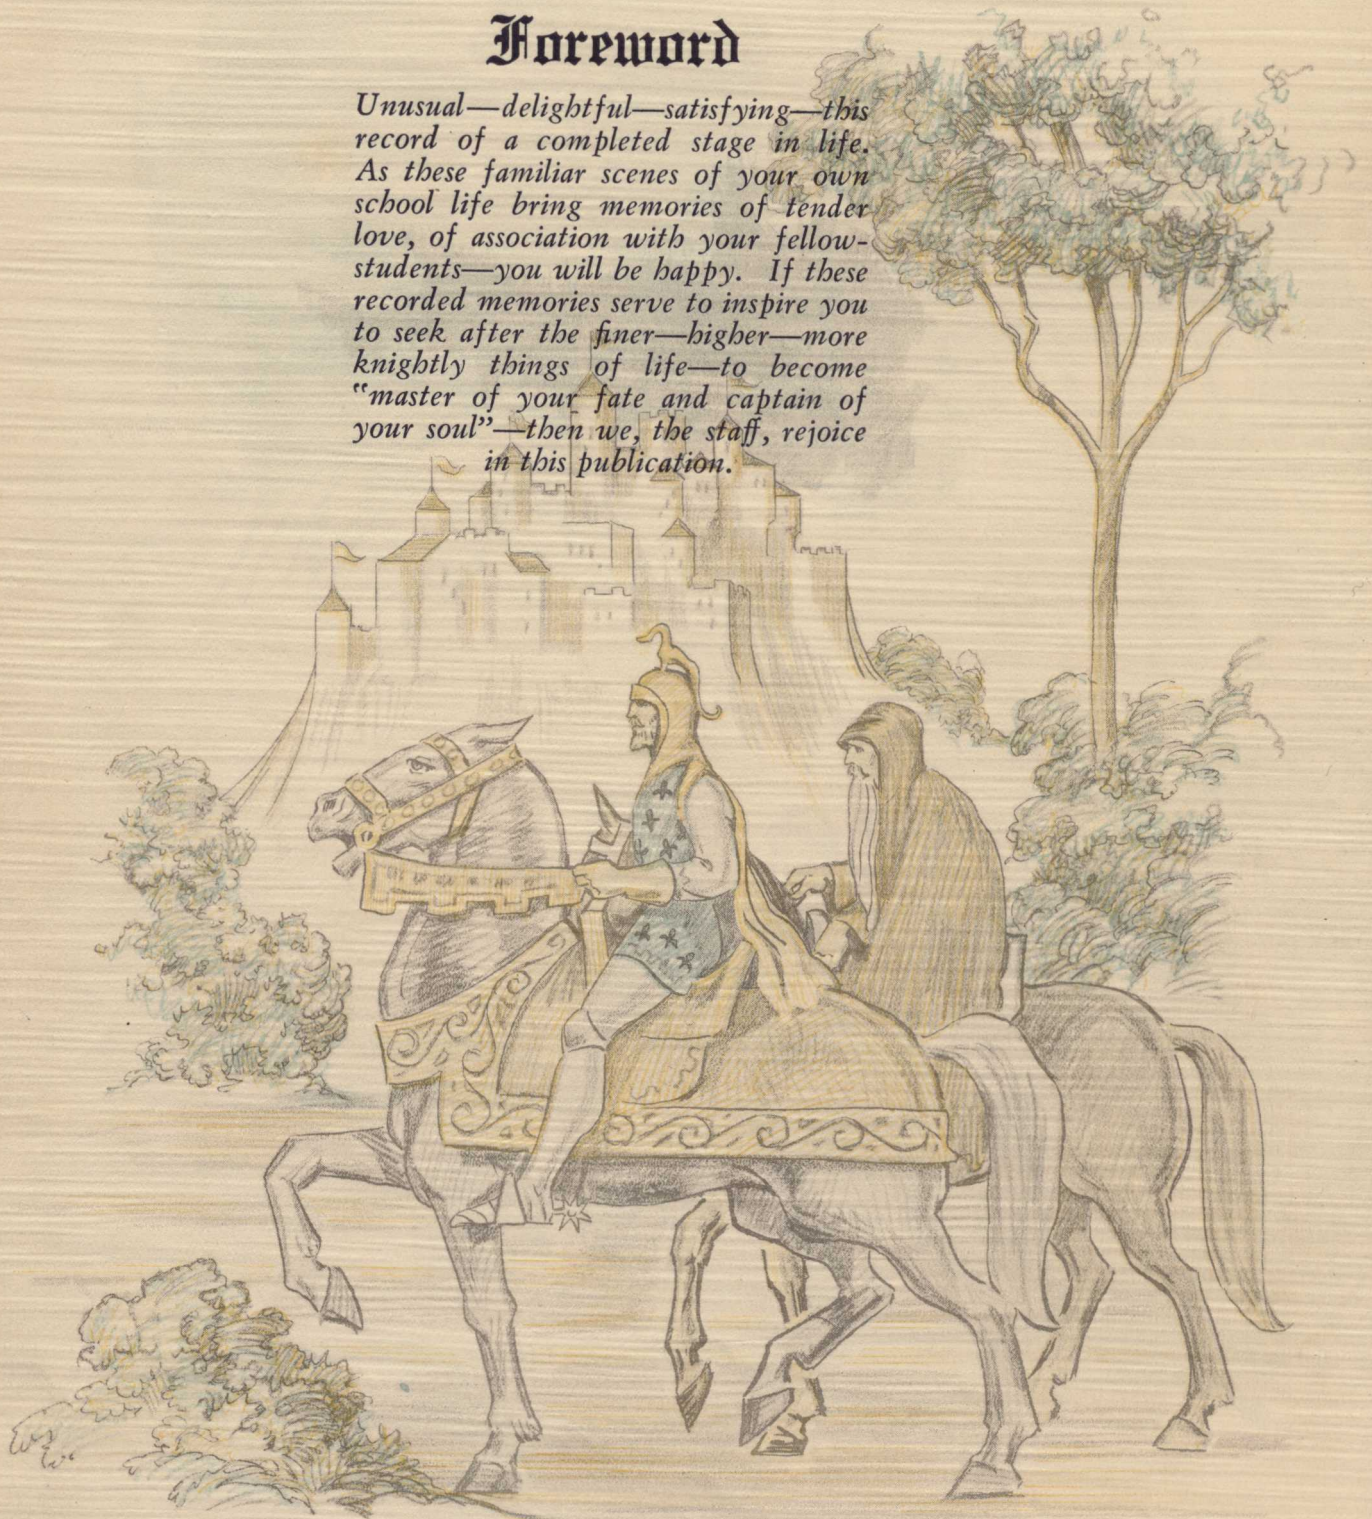 Foreword
Unusual—delightful—satisfying—this
record of a completed stage in life.
As these familiar scenes of your own
school life bring memories of tender
love, of association with your fellow-
students—you will be happy. If these
recorded memories serve to inspire you
to seek after the finer—higher—more
knightly things of life—to become
"master of your fate and captain of
your soul"—then we, the staff, rejoice
in this publication.